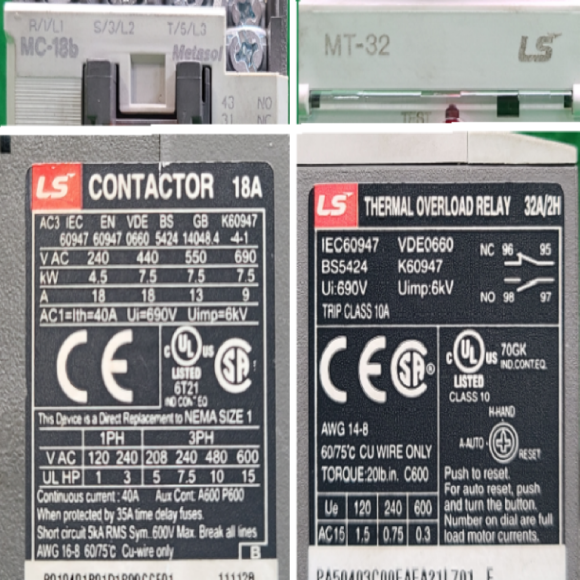 R/1/L1 S/3/L2 T/5/L3
MC-18b
Metasol
43 NO
31 NC
MT-32
LS
TEST
LS CONTACTOR 18A
AC3 IEC EN VDE BS GB K60947
60947 60947 0660 5424 14048.4 -4-1
V AC 240 440 550 690
kW 4.5 7.5 7.5 7.5
A 18 18 13 9
AC1=Ith=40A Ui=690V Uimp=6kV
CE
C UL US
LISTED
6T21
IND CONT EQ
SA
This Device is a Direct Replacement to NEMA SIZE 1
1PH 3PH
V AC 120 240 208 240 480 600
UL HP 1 3 5 7.5 10 15
Continuous current : 40A Aux Cont. A600 P600
When protected by 35A time delay fuses.
Short circuit 5kA RMS Sym..600V Max. Break all lines
AWG 16-8 60/75°C Cu-wire only
B
111128
LS THERMAL OVERLOAD RELAY 32A/2H
IEC60947 VDE0660
BS5424 K60947
Ui:690V Uimp:6kV
TRIP CLASS 10A
NC 96 95
NO 98 97
CE
SA ®
C UL US
LISTED
CLASS 10
70GK
IND.CONT.EQ.
AWG 14-8
60/75°C CU WIRE ONLY
TORQUE:20lb.in. C600
H-HAND
A-AUTO
RESET
Push to reset.
For auto reset, push
and turn the button.
Number on dial are full
load motor currents.
Ue 120 240 600
AC15 1.5 0.75 0.3